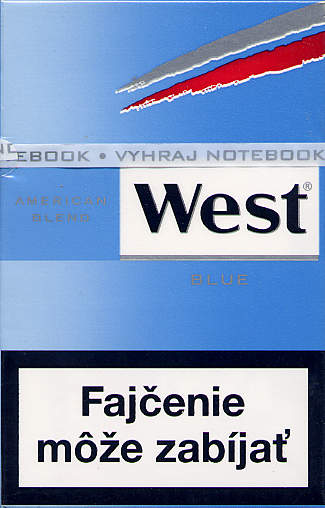 EBOOK • VYHRAJ NOTEBOOK
AMERICAN
BLEND
West®
BLUE
Fajčenie
môže zabíjať